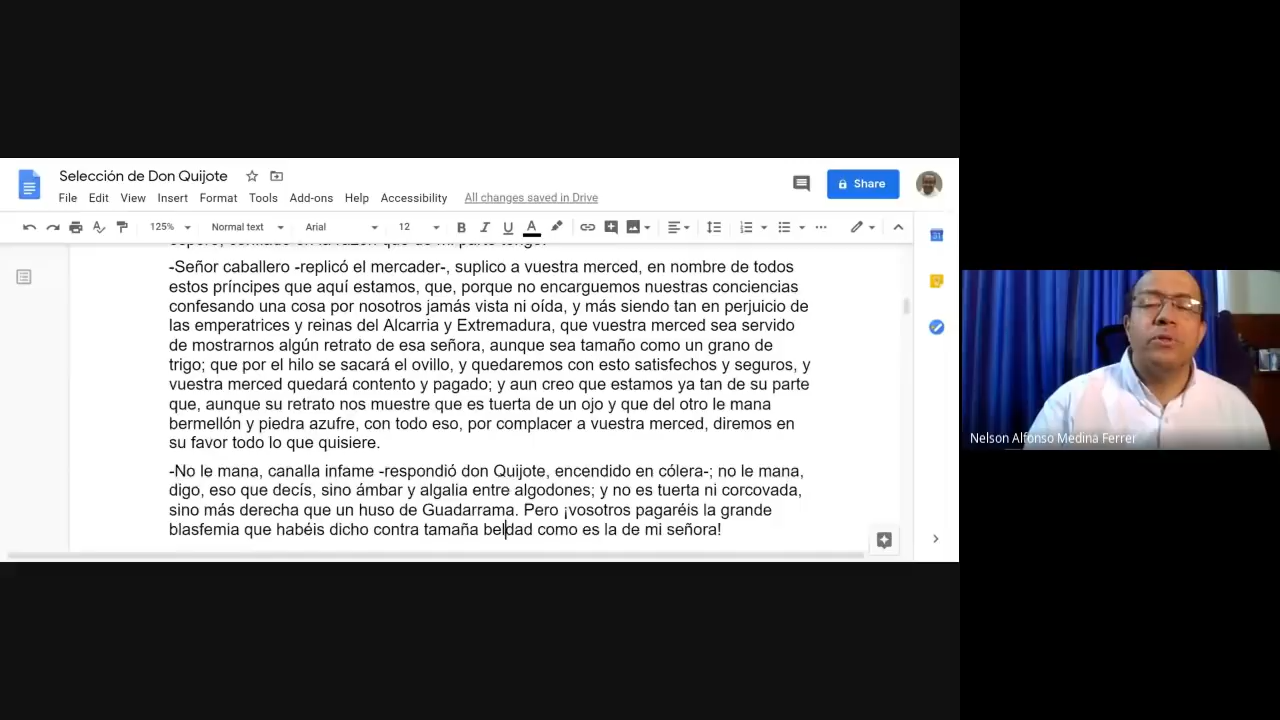 Selección de Don Quijote
File Edit View Insert Format Tools Add-ons Help Accessibility All changes saved in Drive
Share
125% Normal text Arial 12 B I U A
-Señor caballero -replicó el mercader-, suplico a vuestra merced, en nombre de todos
estos príncipes que aquí estamos, que, porque no encarguemos nuestras conciencias
confesando una cosa por nosotros jamás vista ni oída, y más siendo tan en perjuicio de
las emperatrices y reinas del Alcarria y Extremadura, que vuestra merced sea servido
de mostrarnos algún retrato de esa señora, aunque sea tamaño como un grano de
trigo; que por el hilo se sacará el ovillo, y quedaremos con esto satisfechos y seguros, y
vuestra merced quedará contento y pagado; y aun creo que estamos ya tan de su parte
que, aunque su retrato nos muestre que es tuerta de un ojo y que del otro le mana
bermellón y piedra azufre, con todo eso, por complacer a vuestra merced, diremos en
su favor todo lo que quisiere.
-No le mana, canalla infame -respondió don Quijote, encendido en cólera-; no le mana,
digo, eso que decís, sino ámbar y algalia entre algodones; y no es tuerta ni corcovada,
sino más derecha que un huso de Guadarrama. Pero ¡vosotros pagaréis la grande
blasfemia que habéis dicho contra tamaña beldad como es la de mi señora!
31
Nelson Alfonso Medina Ferrer